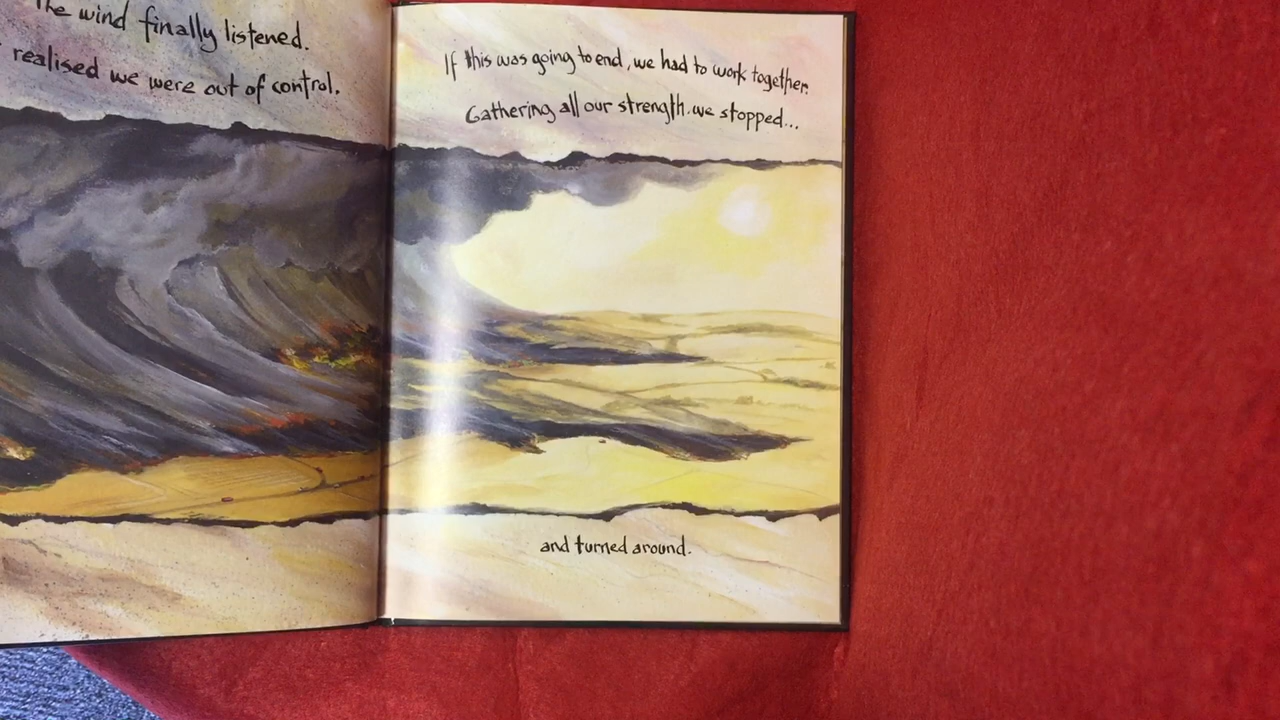 The wind finally listened.
realised we were out of control.
If this was going to end, we had to work together.
Gathering all our strength, we stopped...
and turned around.